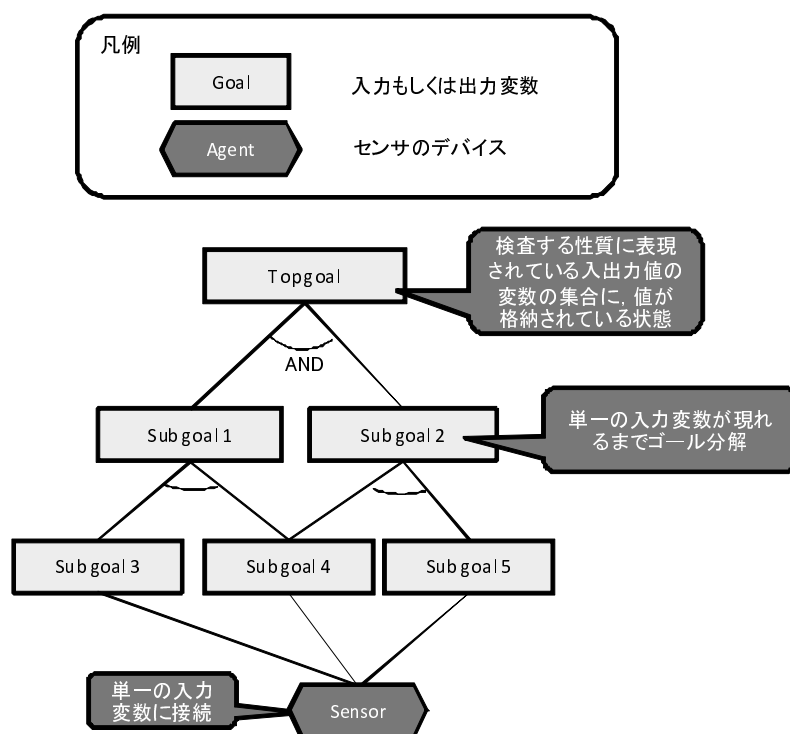 凡例
Goal
入力もしくは出力変数
Agent
センサのデバイス
検査する性質に表現
されている入出力値の
変数の集合に, 値が
格納されている状態
Topgoal
AND
Subgoal 1
Subgoal 2
単一の入力変数が現れ
るまでゴール分解
Subgoal 3
Subgoal 4
Subgoal 5
単一の入力
変数に接続
Sensor